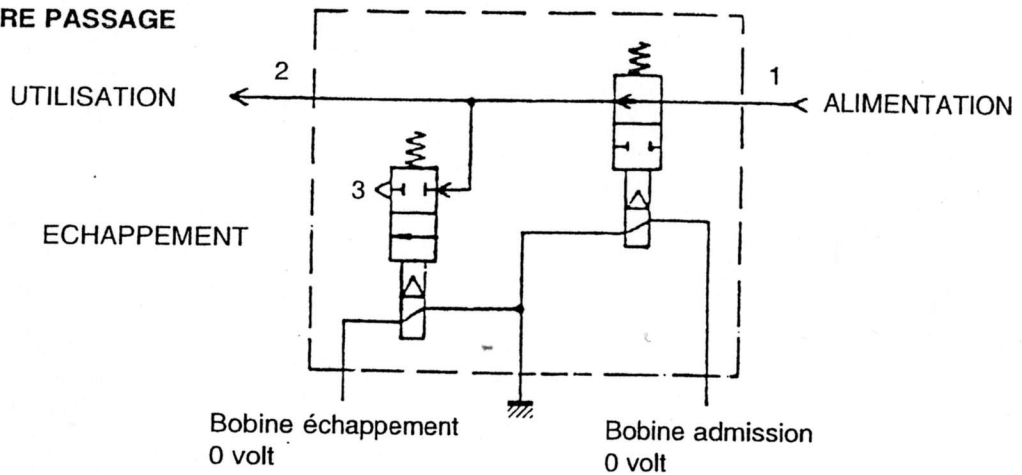 RE PASSAGE
2
1
UTILISATION
ALIMENTATION
3
ECHAPPEMENT
Bobine échappement
0 volt
Bobine admission
0 volt